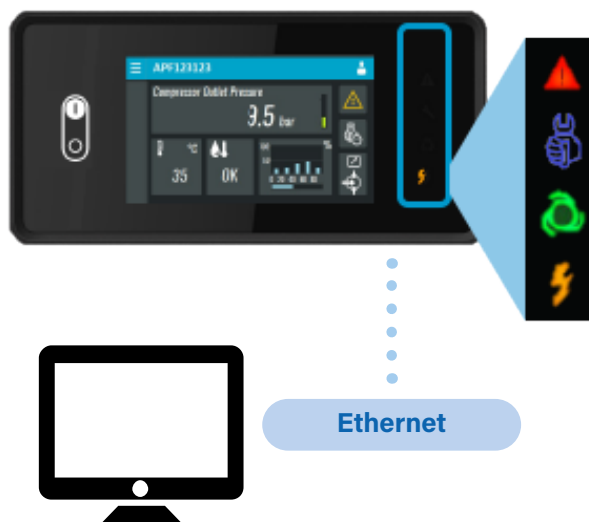 APF123123
Compressor Outlet Pressure
9.5 bar
°C
%
35
OK
Ethernet